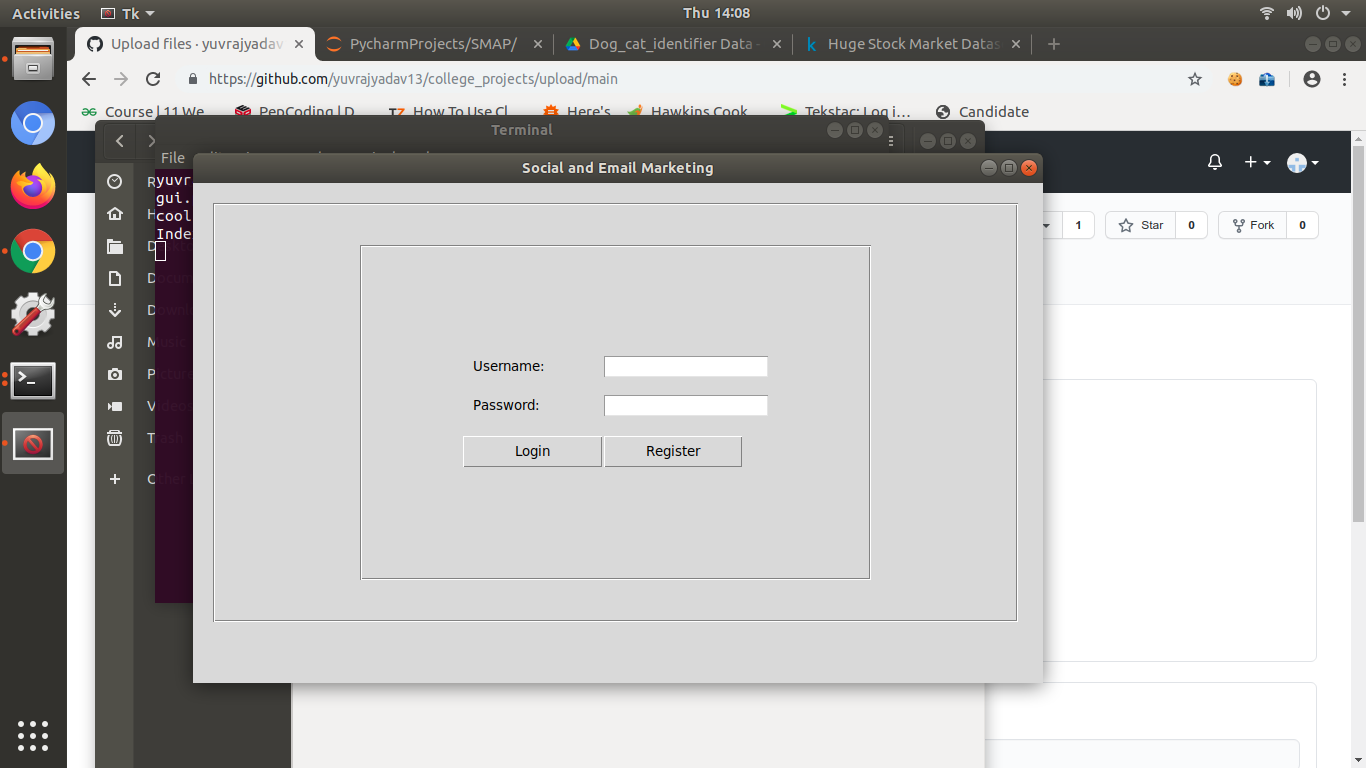 Activities Tk Thu 14:08
Upload files · yuvrajyadav PycharmProjects/SMAP/ Dog_cat_identifier Data - Huge Stock Market Datas
https://github.com/yuvrajyadav13/college_projects/upload/main
Course | 11 We PenCoding | D How To Use Cl Here's Hawkins Cook Tekstac: Log i... Candidate
Terminal
File
Social and Email Marketing
yuvr
gui.
cool
Inde
1 Star 0 Fork 0
Username:
Password:
Login Register